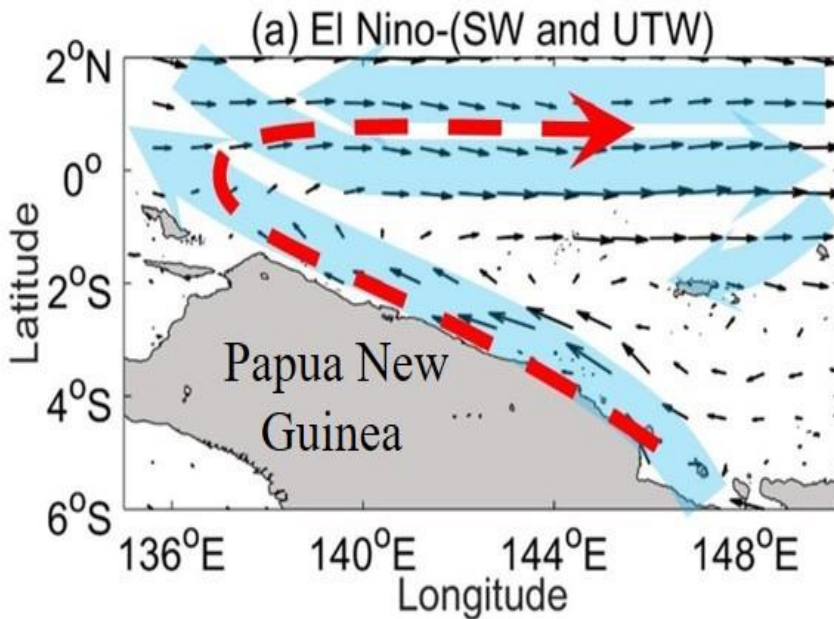 (a) El Nino-(SW and UTW)
2°N
0°
2°S
4°S
6°S
Latitude
Papua New
Guinea
136°E 140°E 144°E 148°E
Longitude